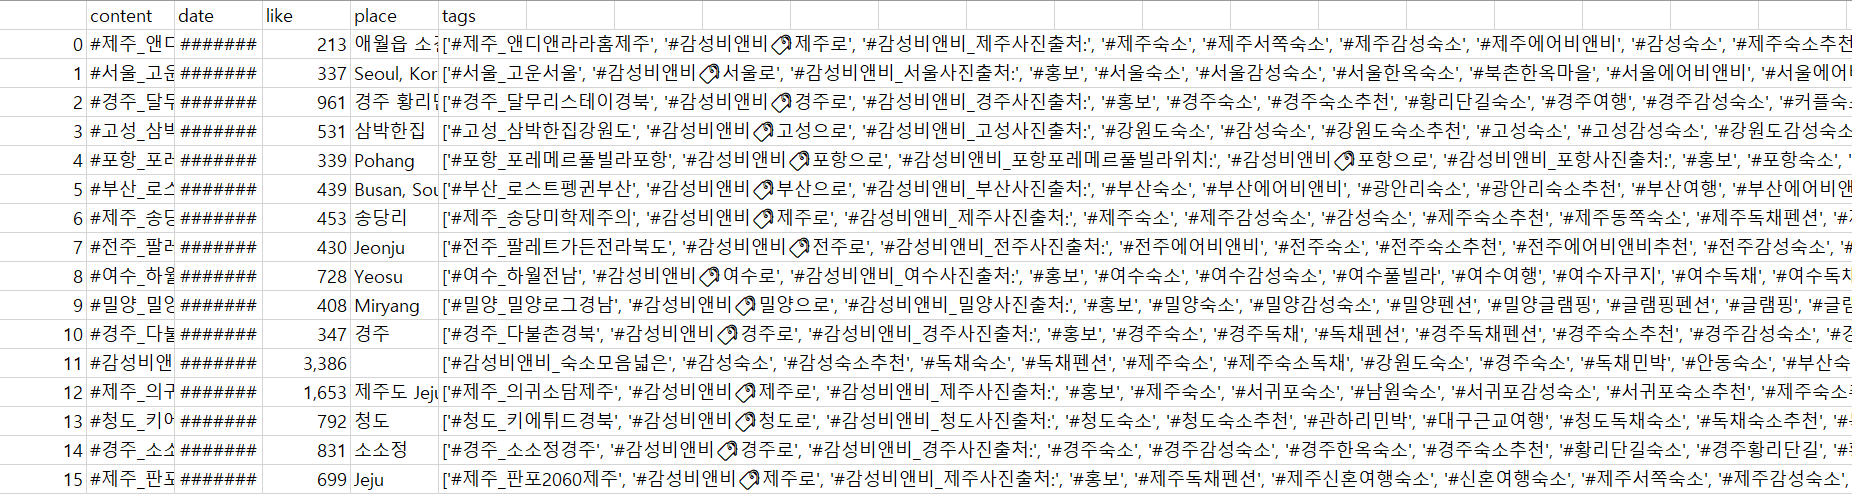 content date like place tags
0 #제주_앤디 ####### 213 애월읍 소길 ['#제주_앤디앤라라홈제주', '#감성비앤비🏷제주로', '#감성비앤비_제주사진출처:', '#제주숙소', '#제주서쪽숙소', '#제주감성숙소', '#제주에어비앤비', '#감성숙소', '#제주숙소추천
1 #서울_고운 ####### 337 Seoul, Kor ['#서울_고운서울', '#감성비앤비🏷서울로', '#감성비앤비_서울사진출처:', '#홍보', '#서울숙소', '#서울감성숙소', '#서울한옥숙소', '#북촌한옥마을', '#서울에어비앤비', '#서울에어비
2 #경주_달무 ####### 961 경주 황리단 ['#경주_달무리스테이경북', '#감성비앤비🏷경주로', '#감성비앤비_경주사진출처:', '#홍보', '#경주숙소', '#경주숙소추천', '#황리단길숙소', '#경주여행', '#경주감성숙소', '#커플숙소
3 #고성_삼박 ####### 531 삼박한집 ['#고성_삼박한집강원도', '#감성비앤비🏷고성으로', '#감성비앤비_고성사진출처:', '#강원도숙소', '#감성숙소', '#강원도숙소추천', '#고성숙소', '#고성감성숙소', '#강원도감성숙소
4 #포항_포레 ####### 339 Pohang ['#포항_포레메르풀빌라포항', '#감성비앤비🏷포항으로', '#감성비앤비_포항포레메르풀빌라위치:', '#감성비앤비🏷포항으로', '#감성비앤비_포항사진출처:', '#홍보', '#포항숙소', '
5 #부산_로스 ####### 439 Busan, Sou ['#부산_로스트펭귄부산', '#감성비앤비🏷부산으로', '#감성비앤비_부산사진출처:', '#부산숙소', '#부산에어비앤비', '#광안리숙소', '#광안리숙소추천', '#부산여행', '#부산에어비앤
6 #제주_송당 ####### 453 송당리 ['#제주_송당미학제주의', '#감성비앤비🏷제주로', '#감성비앤비_제주사진출처:', '#제주숙소', '#제주감성숙소', '#감성숙소', '#제주숙소추천', '#제주동쪽숙소', '#제주독채펜션', '#제
7 #전주_팔레 ####### 430 Jeonju ['#전주_팔레트가든전라북도', '#감성비앤비🏷전주로', '#감성비앤비_전주사진출처:', '#전주에어비앤비', '#전주숙소', '#전주숙소추천', '#전주에어비앤비추천', '#전주감성숙소', '#
8 #여수_하월 ####### 728 Yeosu ['#여수_하월전남', '#감성비앤비🏷여수로', '#감성비앤비_여수사진출처:', '#홍보', '#여수숙소', '#여수감성숙소', '#여수풀빌라', '#여수여행', '#여수자쿠지', '#여수독채', '#여수독채
9 #밀양_밀양 ####### 408 Miryang ['#밀양_밀양로그경남', '#감성비앤비🏷밀양으로', '#감성비앤비_밀양사진출처:', '#홍보', '#밀양숙소', '#밀양감성숙소', '#밀양펜션', '#밀양글램핑', '#글램핑펜션', '#글램핑', '#글램
10 #경주_다불 ####### 347 경주 ['#경주_다불촌경북', '#감성비앤비🏷경주로', '#감성비앤비_경주사진출처:', '#홍보', '#경주숙소', '#경주독채', '#독채펜션', '#경주독채펜션', '#경주숙소추천', '#경주감성숙소', '#경
11 #감성비앤 ####### 3,386 ['#감성비앤비_숙소모음넓은', '#감성숙소', '#감성숙소추천', '#독채숙소', '#독채펜션', '#제주숙소', '#제주숙소독채', '#강원도숙소', '#경주숙소', '#독채민박', '#안동숙소', '#부산숙
12 #제주_의귀 ####### 1,653 제주도 Jeju ['#제주_의귀소담제주', '#감성비앤비🏷제주로', '#감성비앤비_제주사진출처:', '#홍보', '#제주숙소', '#서귀포숙소', '#남원숙소', '#서귀포감성숙소', '#서귀포숙소추천', '#제주숙소추
13 #청도_키에 ####### 792 청도 ['#청도_키에튀드경북', '#감성비앤비🏷청도로', '#감성비앤비_청도사진출처:', '#청도숙소', '#청도숙소추천', '#관하리민박', '#대구근교여행', '#청도독채숙소', '#독채숙소추천', '#
14 #경주_소소 ####### 831 소소정 ['#경주_소소정경주', '#감성비앤비🏷경주로', '#감성비앤비_경주사진출처:', '#경주숙소', '#경주감성숙소', '#경주한옥숙소', '#경주숙소추천', '#황리단길숙소', '#경주황리단길', '#
15 #제주_판포 ####### 699 Jeju ['#제주_판포2060제주', '#감성비앤비🏷제주로', '#감성비앤비_제주사진출처:', '#홍보', '#제주독채펜션', '#제주신혼여행숙소', '#신혼여행숙소', '#제주서쪽숙소', '#제주감성숙소',